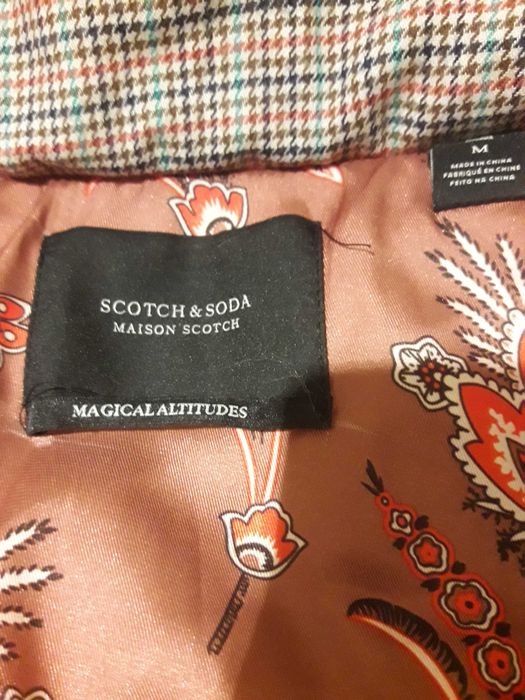 M
MADE IN CHINA
FABRIQUÉ EN CHINE
FEITO NA CHINA
SCOTCH & SODA
MAISON SCOTCH
MAGICAL ALTITUDES